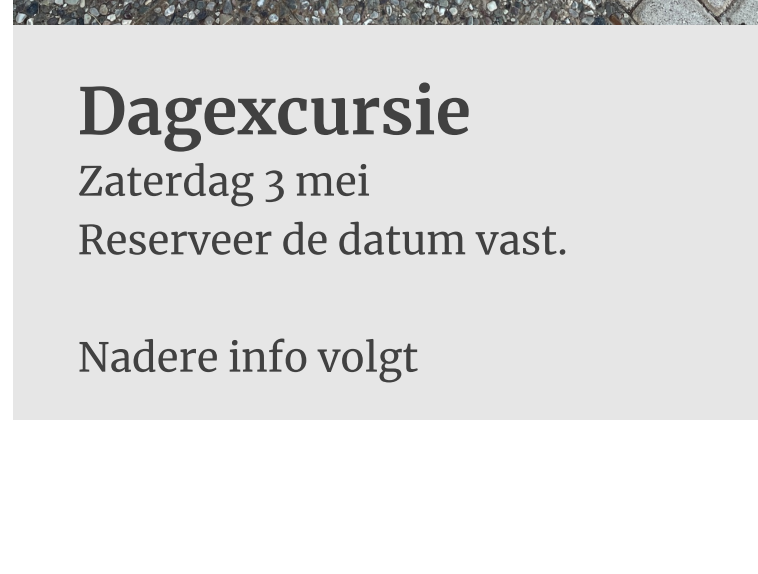 Dagexcursie
Zaterdag 3 mei
Reserveer de datum vast.
Nadere info volgt